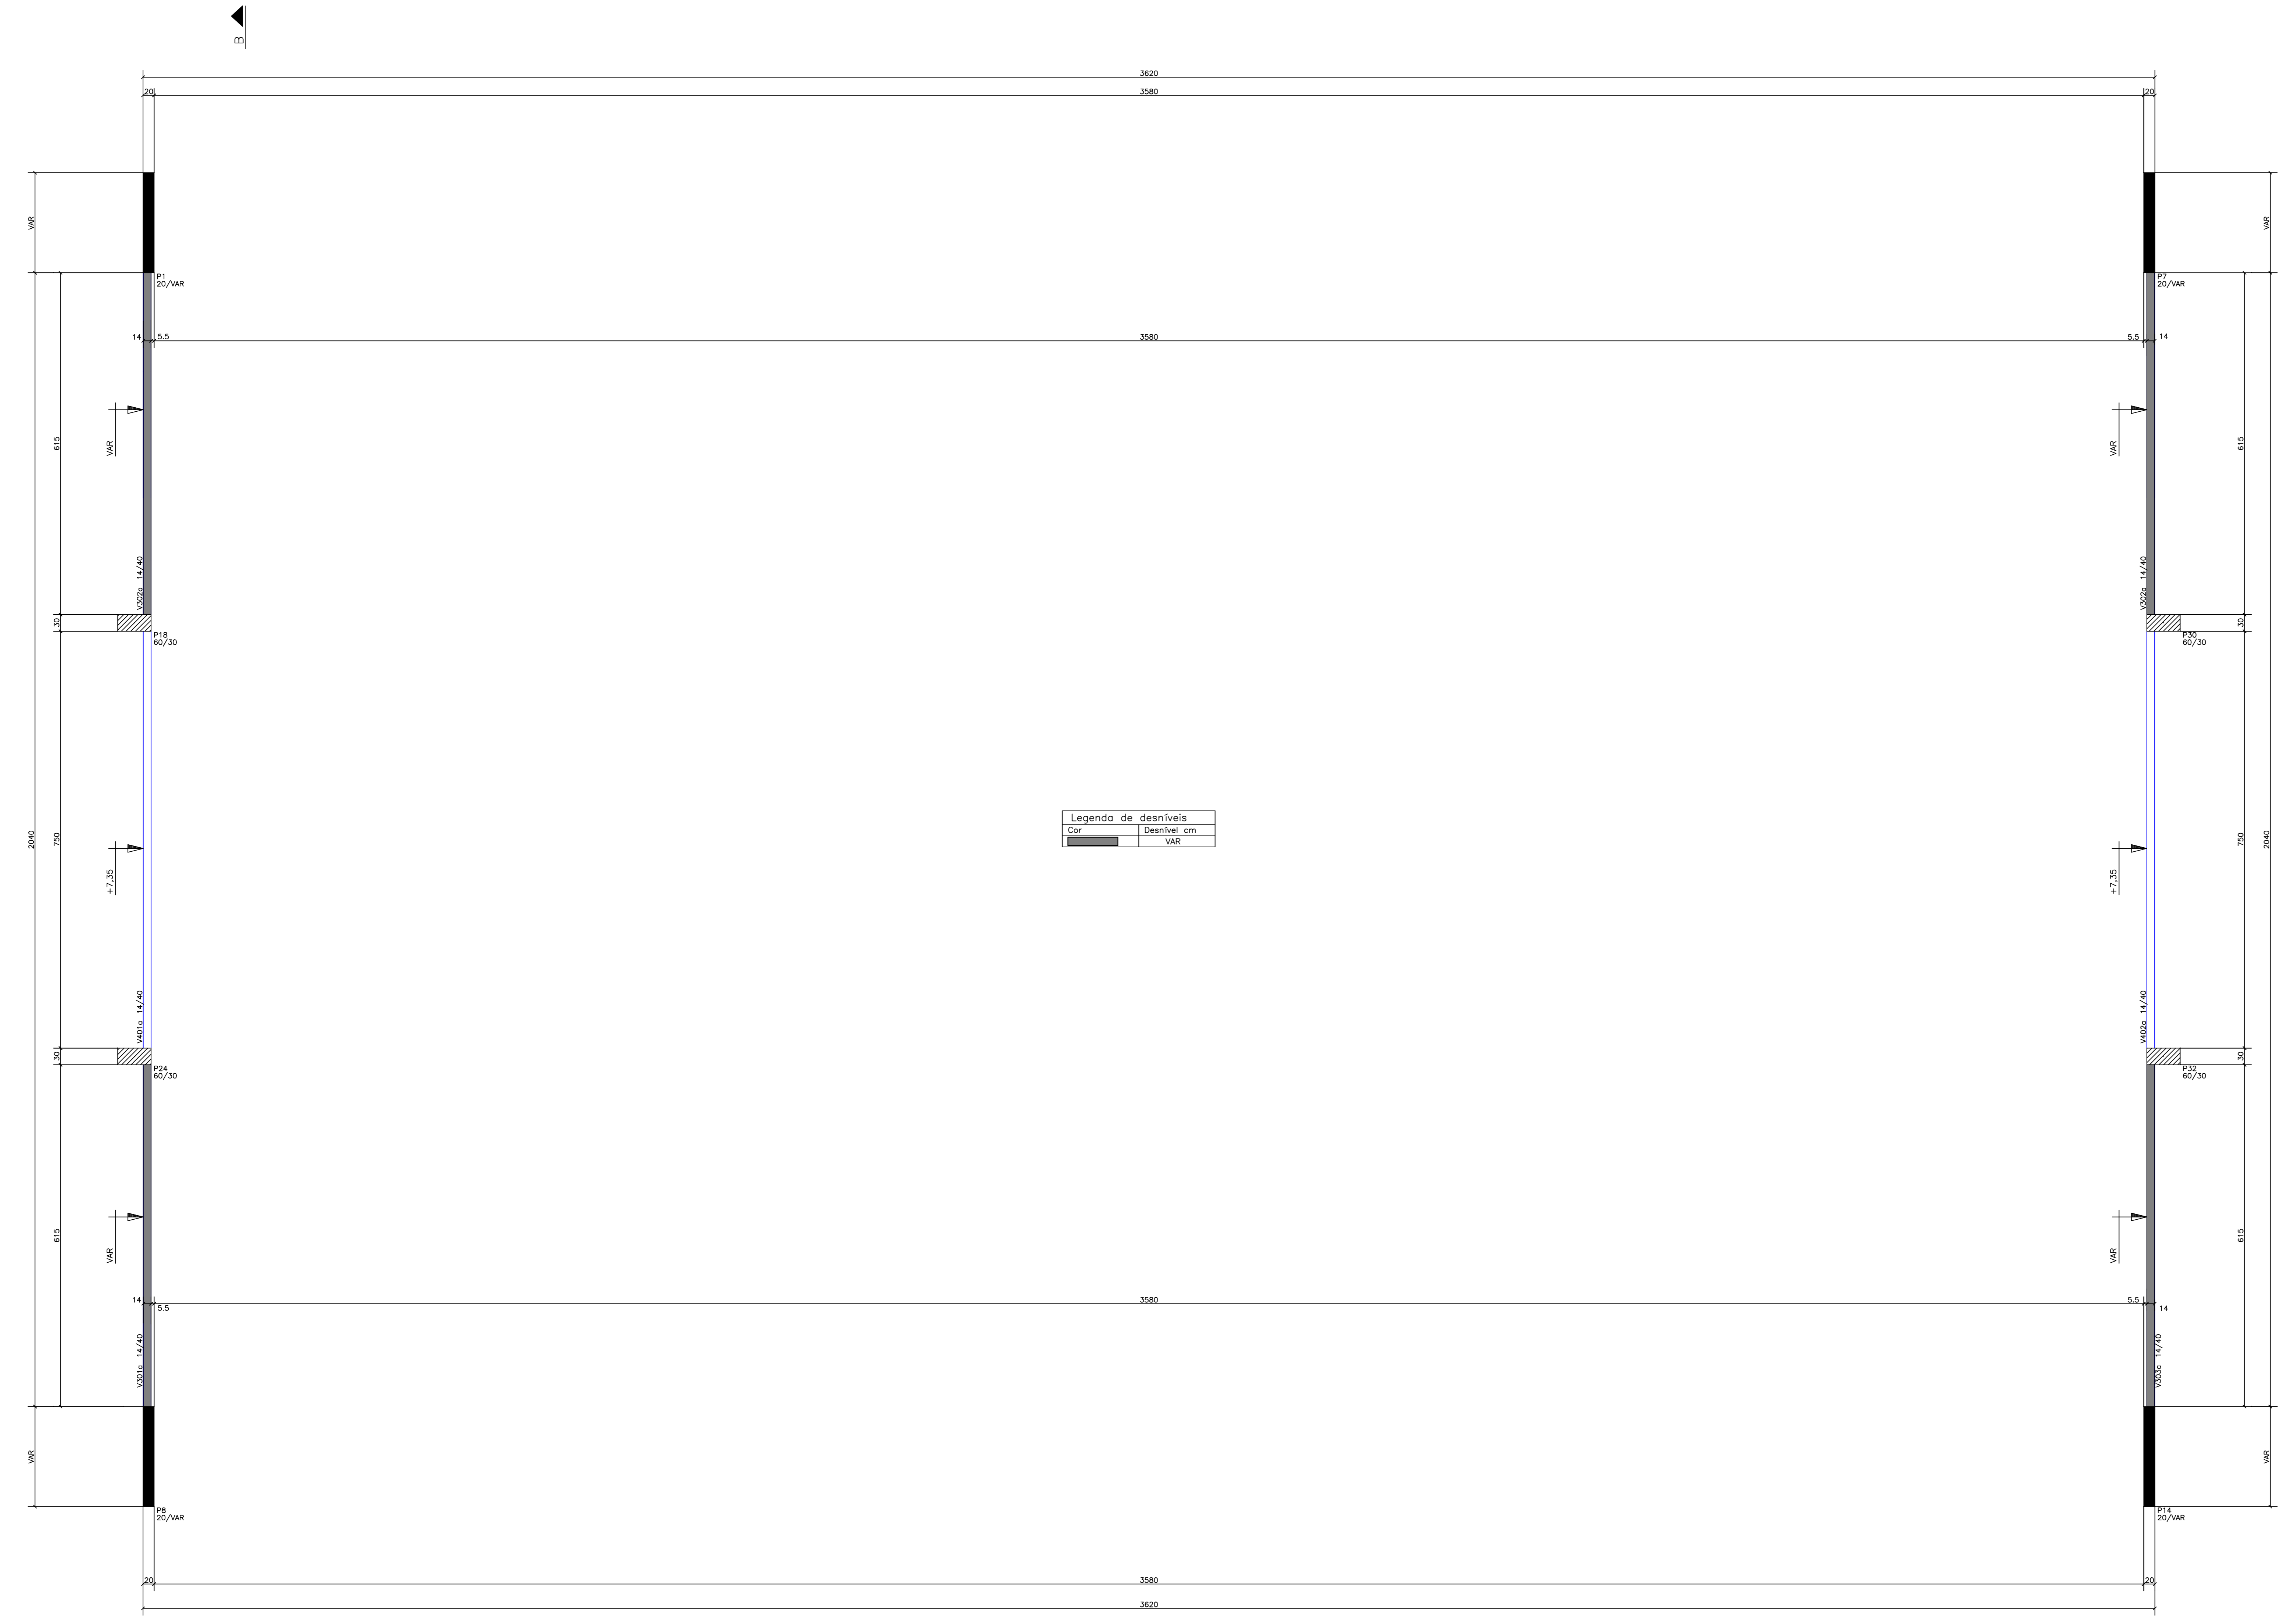 B
3620
20
3580
20
VAR
VAR
P1
20/VAR
P7
20/VAR
14
5.5
3580
5.5
14
615
VAR
VAR
615
V302a 14/40
V302a 14/40
30
P18
60/30
30
P30
60/30
Legenda de desníveis
Cor
Desnível cm
VAR
2040
750
+7,35
+7,35
750
2040
V401a 14/40
V402a 14/40
30
P24
60/30
30
P32
60/30
615
VAR
VAR
615
14
5.5
3580
5.5
14
V301a 14/40
V303a 14/40
VAR
VAR
P8
20/VAR
P14
20/VAR
20
3580
20
3620